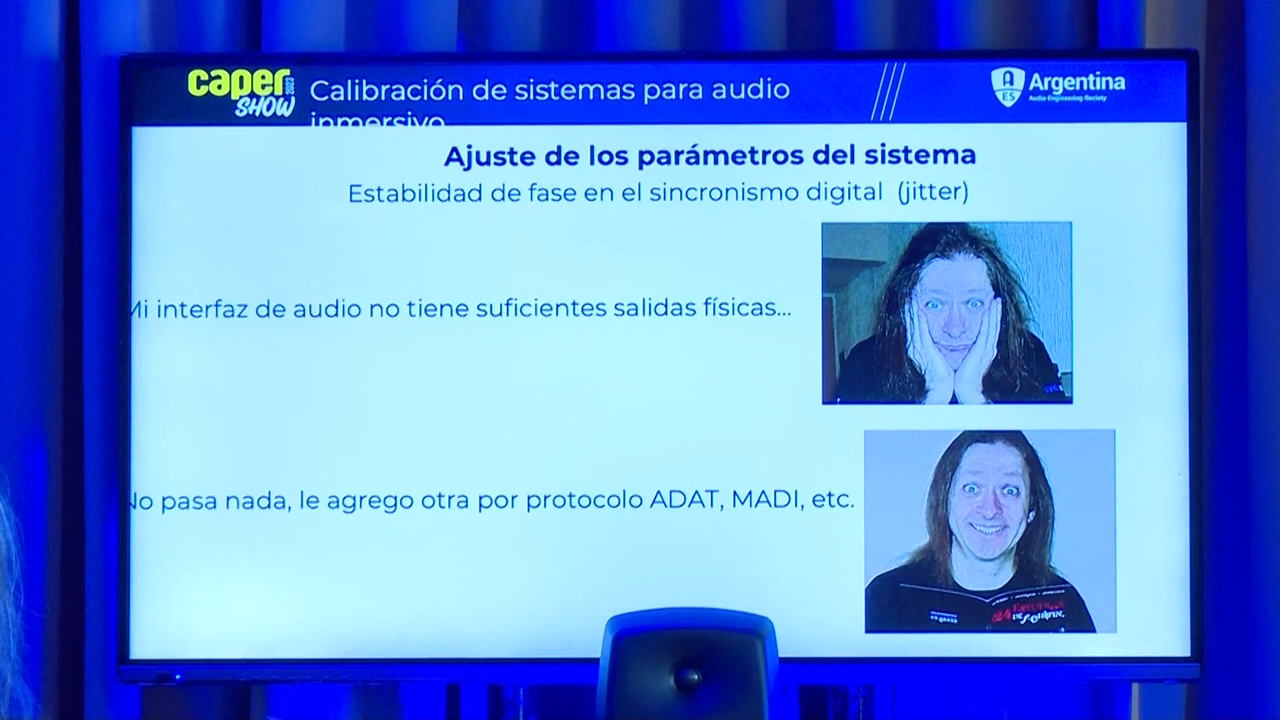 caper 2023
SHOW
Calibración de sistemas para audio
inmersivo
AES Argentina
Audio Engineering Society
Ajuste de los parámetros del sistema
Estabilidad de fase en el sincronismo digital (jitter)
Mi interfaz de audio no tiene suficientes salidas físicas...
No pasa nada, le agrego otra por protocolo ADAT, MADI, etc.